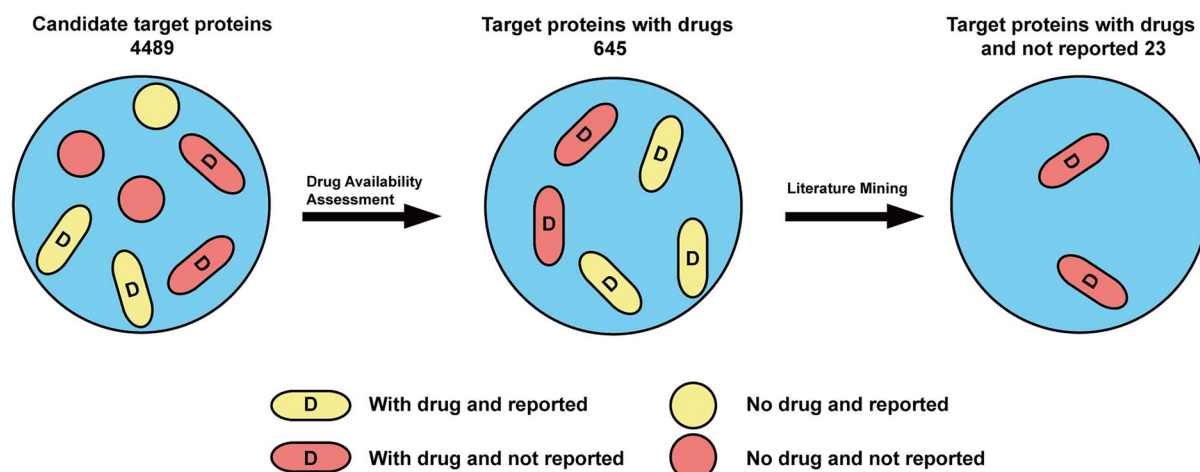 Candidate target proteins
4489
Target proteins with drugs
645
Target proteins with drugs
and not reported 23
D
D
D
D
Drug Availability
Assessment
D
D
D
D
D
Literature Mining
D
D
D With drug and reported
No drug and reported
D With drug and not reported
No drug and not reported